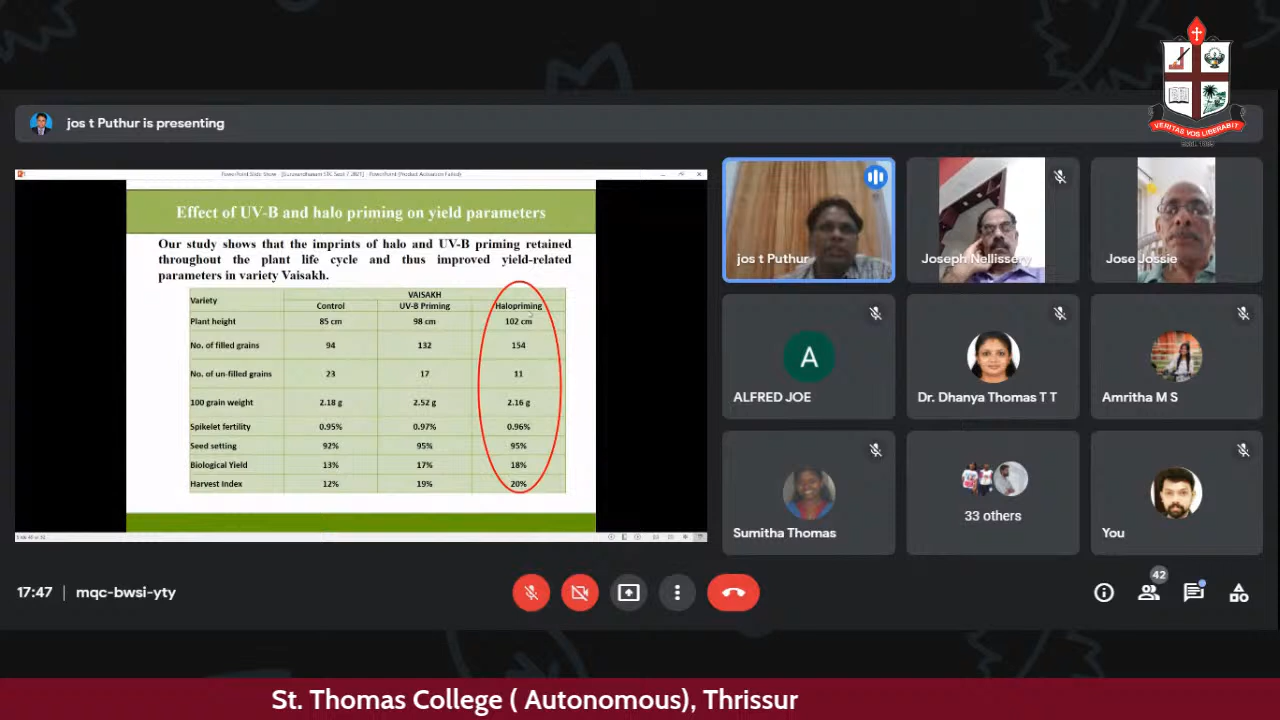 VERITAS VOS LIBERABIT
jos t Puthur is presenting
Effect of UV-B and halo priming on yield parameters
Our study shows that the imprints of halo and UV-B priming retained
throughout the plant life cycle and thus improved yield-related
parameters in variety Vaisakh.
Variety VAISAKH
Control UV-B Priming Halopriming
Plant height 85 cm 98 cm 102 cm
No. of filled grains 94 132 154
No. of un-filled grains 23 17 11
100 grain weight 2.18 g 2.52 g 2.16 g
Spikelet fertility 0.95% 0.97% 0.96%
Seed setting 92% 95% 95%
Biological Yield 13% 17% 18%
Harvest Index 12% 19% 20%
jos t Puthur
Joseph Nellissery
Jose Jossie
A
ALFRED JOE
Dr. Dhanya Thomas T T
Amritha M S
Sumitha Thomas
33 others
You
17:47 | mqc-bwsi-yty
42
St. Thomas College ( Autonomous), Thrissur